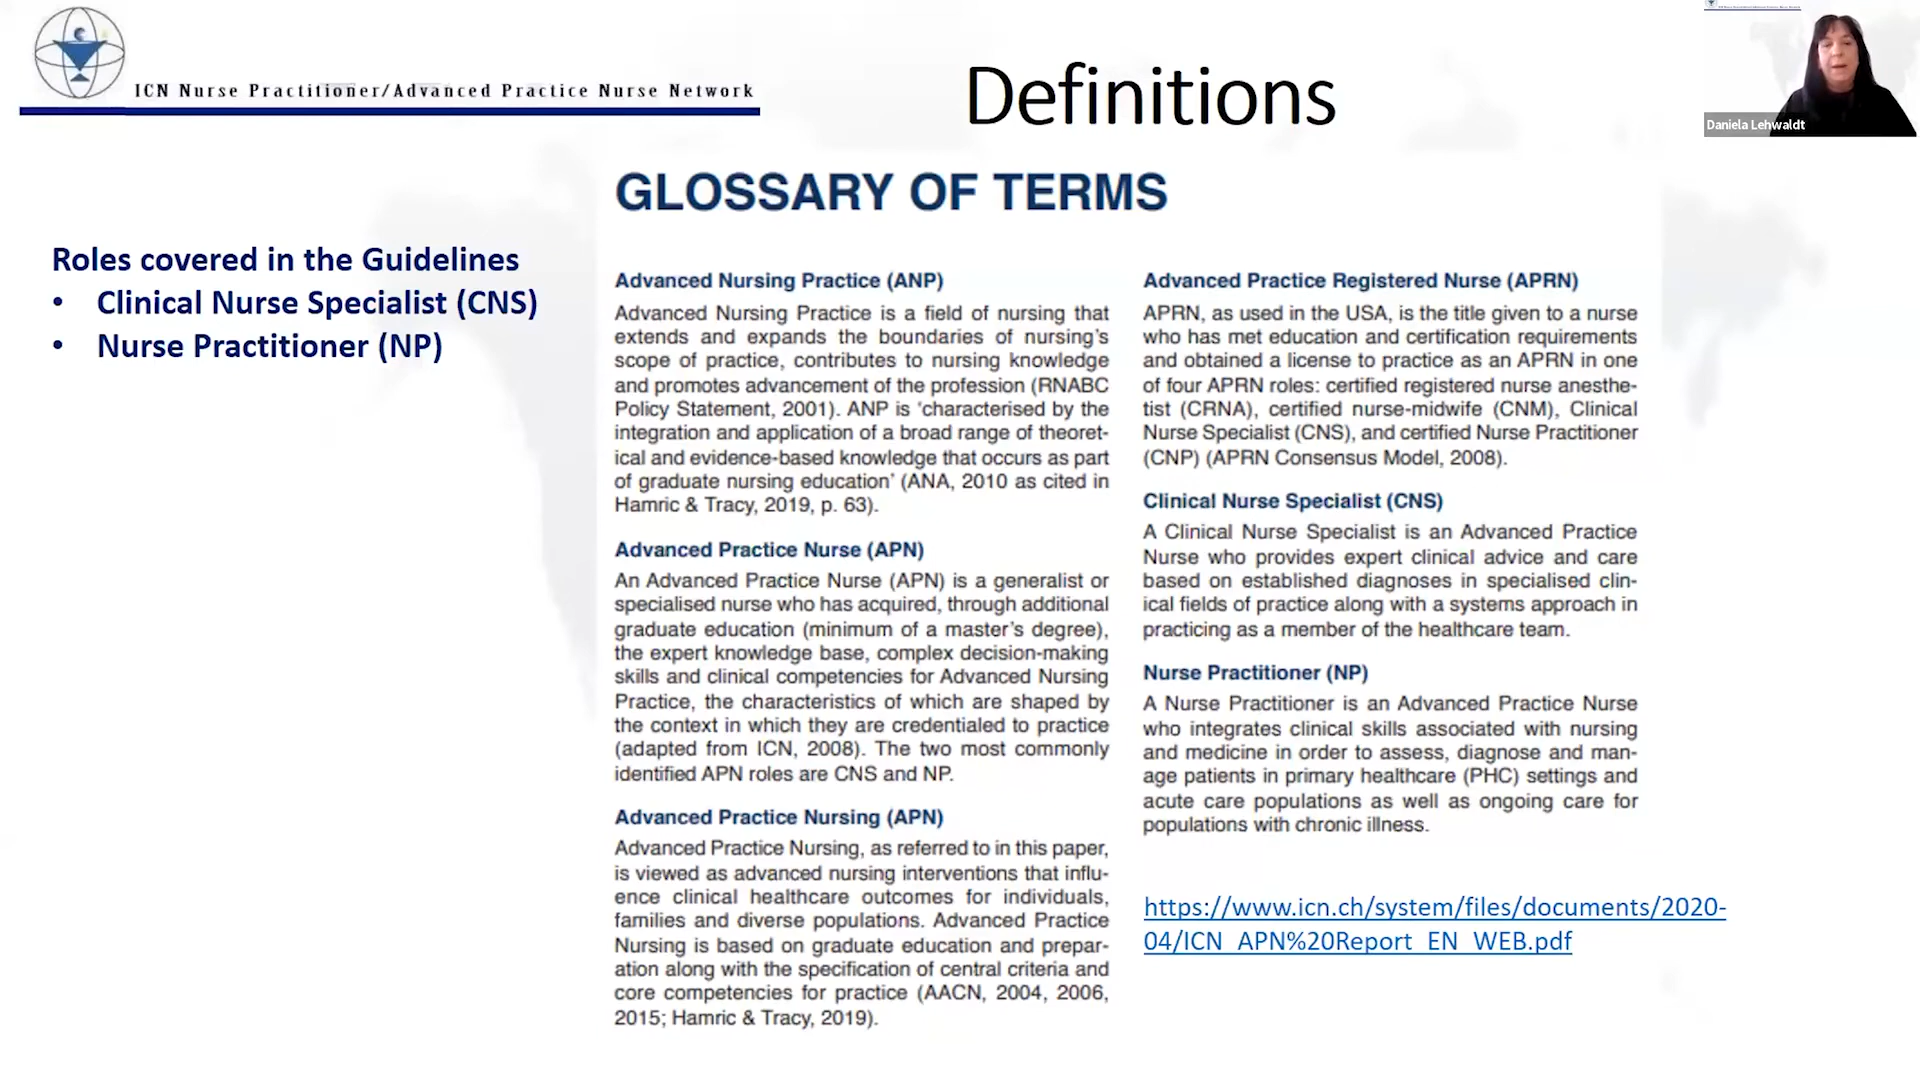 ICN Nurse Practitioner/Advanced Practice Nurse Network
Definitions
Daniela Lehwaldt
GLOSSARY OF TERMS
Roles covered in the Guidelines
• Clinical Nurse Specialist (CNS)
• Nurse Practitioner (NP)
Advanced Nursing Practice (ANP)
Advanced Nursing Practice is a field of nursing that
extends and expands the boundaries of nursing's
scope of practice, contributes to nursing knowledge
and promotes advancement of the profession (RNABC
Policy Statement, 2001). ANP is 'characterised by the
integration and application of a broad range of theoret-
ical and evidence-based knowledge that occurs as part
of graduate nursing education' (ANA, 2010 as cited in
Hamric & Tracy, 2019, p. 63).
Advanced Practice Nurse (APN)
An Advanced Practice Nurse (APN) is a generalist or
specialised nurse who has acquired, through additional
graduate education (minimum of a master's degree),
the expert knowledge base, complex decision-making
skills and clinical competencies for Advanced Nursing
Practice, the characteristics of which are shaped by
the context in which they are credentialed to practice
(adapted from ICN, 2008). The two most commonly
identified APN roles are CNS and NP.
Advanced Practice Nursing (APN)
Advanced Practice Nursing, as referred to in this paper,
is viewed as advanced nursing interventions that influ-
ence clinical healthcare outcomes for individuals,
families and diverse populations. Advanced Practice
Nursing is based on graduate education and prepar-
ation along with the specification of central criteria and
core competencies for practice (AACN, 2004, 2006,
2015; Hamric & Tracy, 2019).
Advanced Practice Registered Nurse (APRN)
APRN, as used in the USA, is the title given to a nurse
who has met education and certification requirements
and obtained a license to practice as an APRN in one
of four APRN roles: certified registered nurse anesthe-
tist (CRNA), certified nurse-midwife (CNM), Clinical
Nurse Specialist (CNS), and certified Nurse Practitioner
(CNP) (APRN Consensus Model, 2008).
Clinical Nurse Specialist (CNS)
A Clinical Nurse Specialist is an Advanced Practice
Nurse who provides expert clinical advice and care
based on established diagnoses in specialised clin-
ical fields of practice along with a systems approach in
practicing as a member of the healthcare team.
Nurse Practitioner (NP)
A Nurse Practitioner is an Advanced Practice Nurse
who integrates clinical skills associated with nursing
and medicine in order to assess, diagnose and man-
age patients in primary healthcare (PHC) settings and
acute care populations as well as ongoing care for
populations with chronic illness.
https://www.icn.ch/system/files/documents/2020-
04/ICN_APN%20Report_EN_WEB.pdf